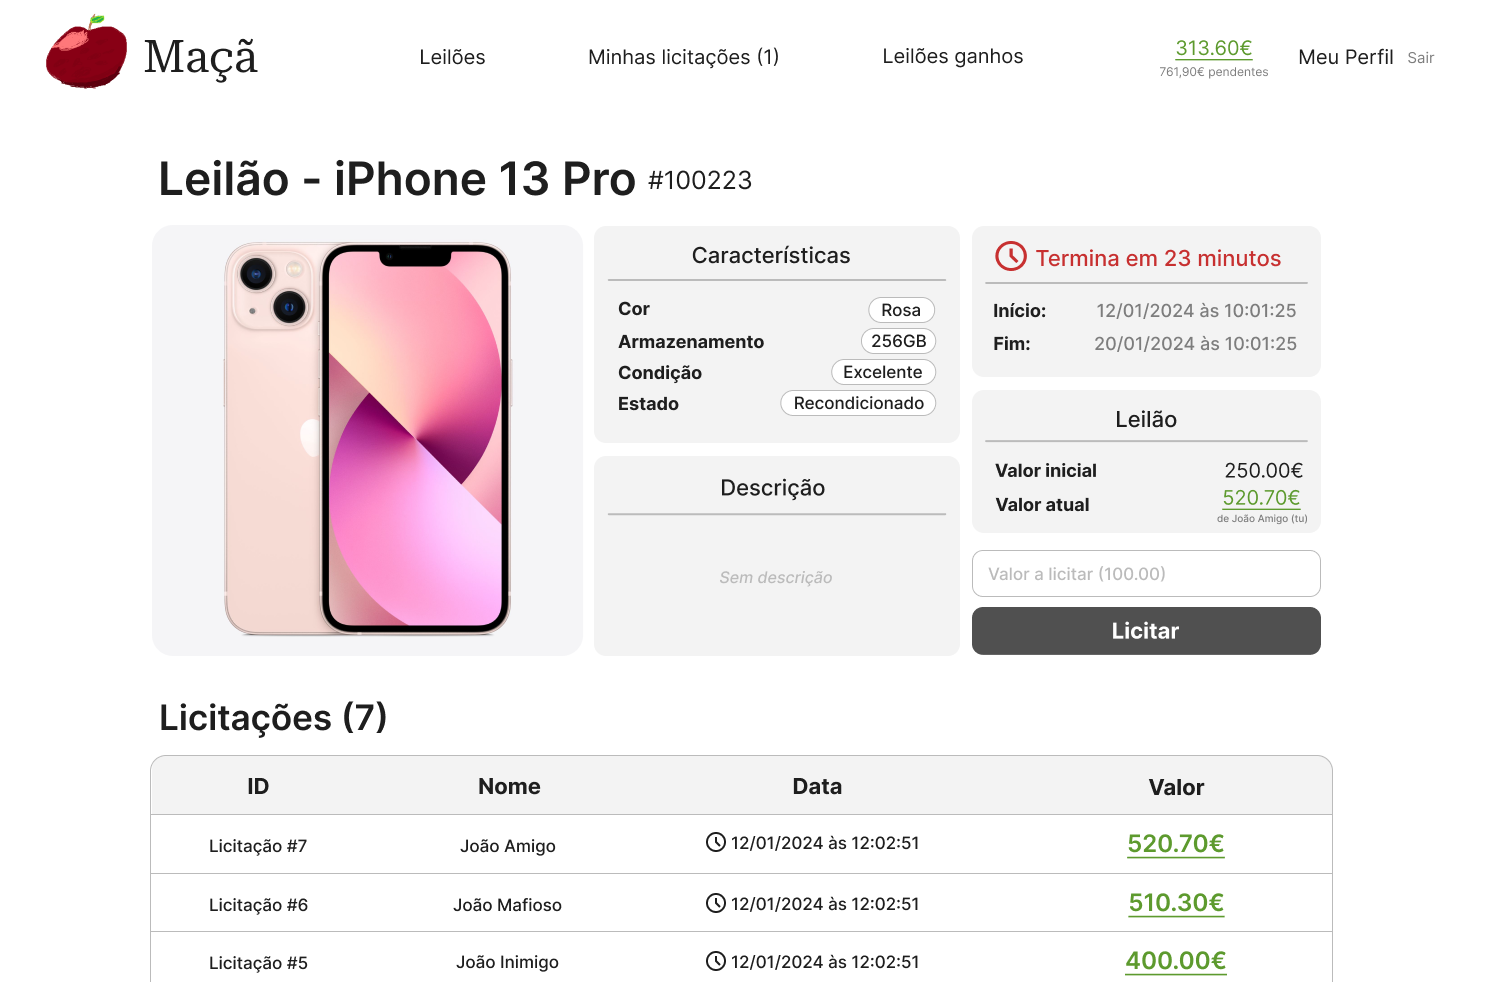 Maçã
Leilões
Minhas licitações (1)
Leilões ganhos
313.60€
761,90€ pendentes
Meu Perfil
Sair
Leilão - iPhone 13 Pro #100223
Características
Cor Rosa
Armazenamento 256GB
Condição Excelente
Estado Recondicionado
Descrição
Sem descrição
Termina em 23 minutos
Início: 12/01/2024 às 10:01:25
Fim: 20/01/2024 às 10:01:25
Leilão
Valor inicial 250.00€
Valor atual 520.70€
de João Amigo (tu)
Valor a licitar (100.00)
Licitar
Licitações (7)
ID Nome Data Valor
Licitação #7 João Amigo 12/01/2024 às 12:02:51 520.70€
Licitação #6 João Mafioso 12/01/2024 às 12:02:51 510.30€
Licitação #5 João Inimigo 12/01/2024 às 12:02:51 400.00€